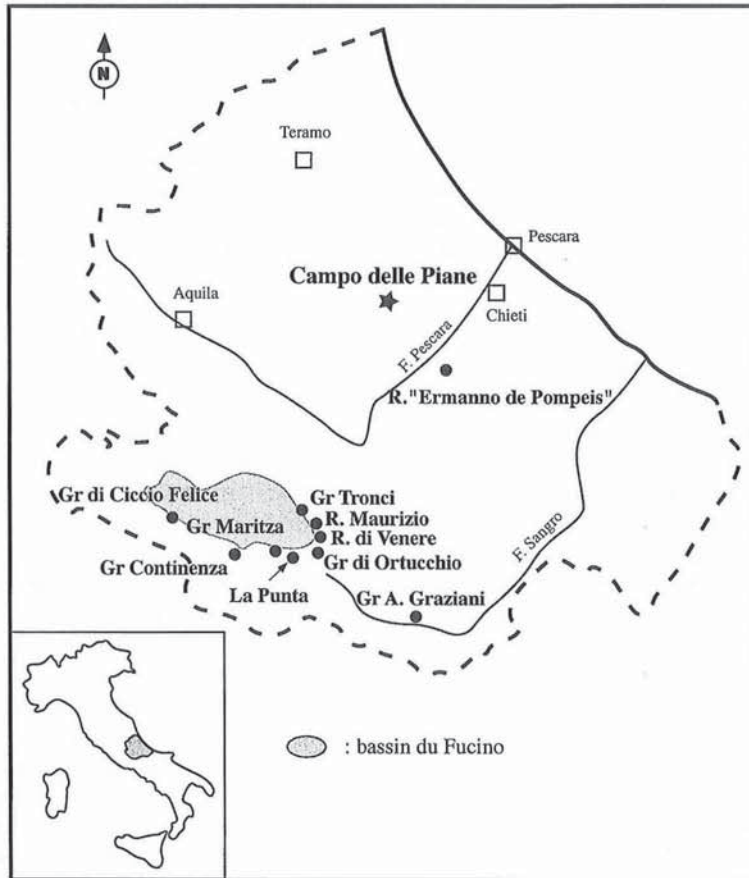 N
Teramo
Pescara
Campo delle Piane
Aquila
Chieti
F. Pescara
R."Ermanno de Pompeis"
Gr di Ciccio Felice
Gr Tronci
Gr Maritza
R. Maurizio
R. di Venere
Gr Continenza
Gr di Ortucchio
La Punta
F. Sangro
Gr A. Graziani
: bassin du Fucino